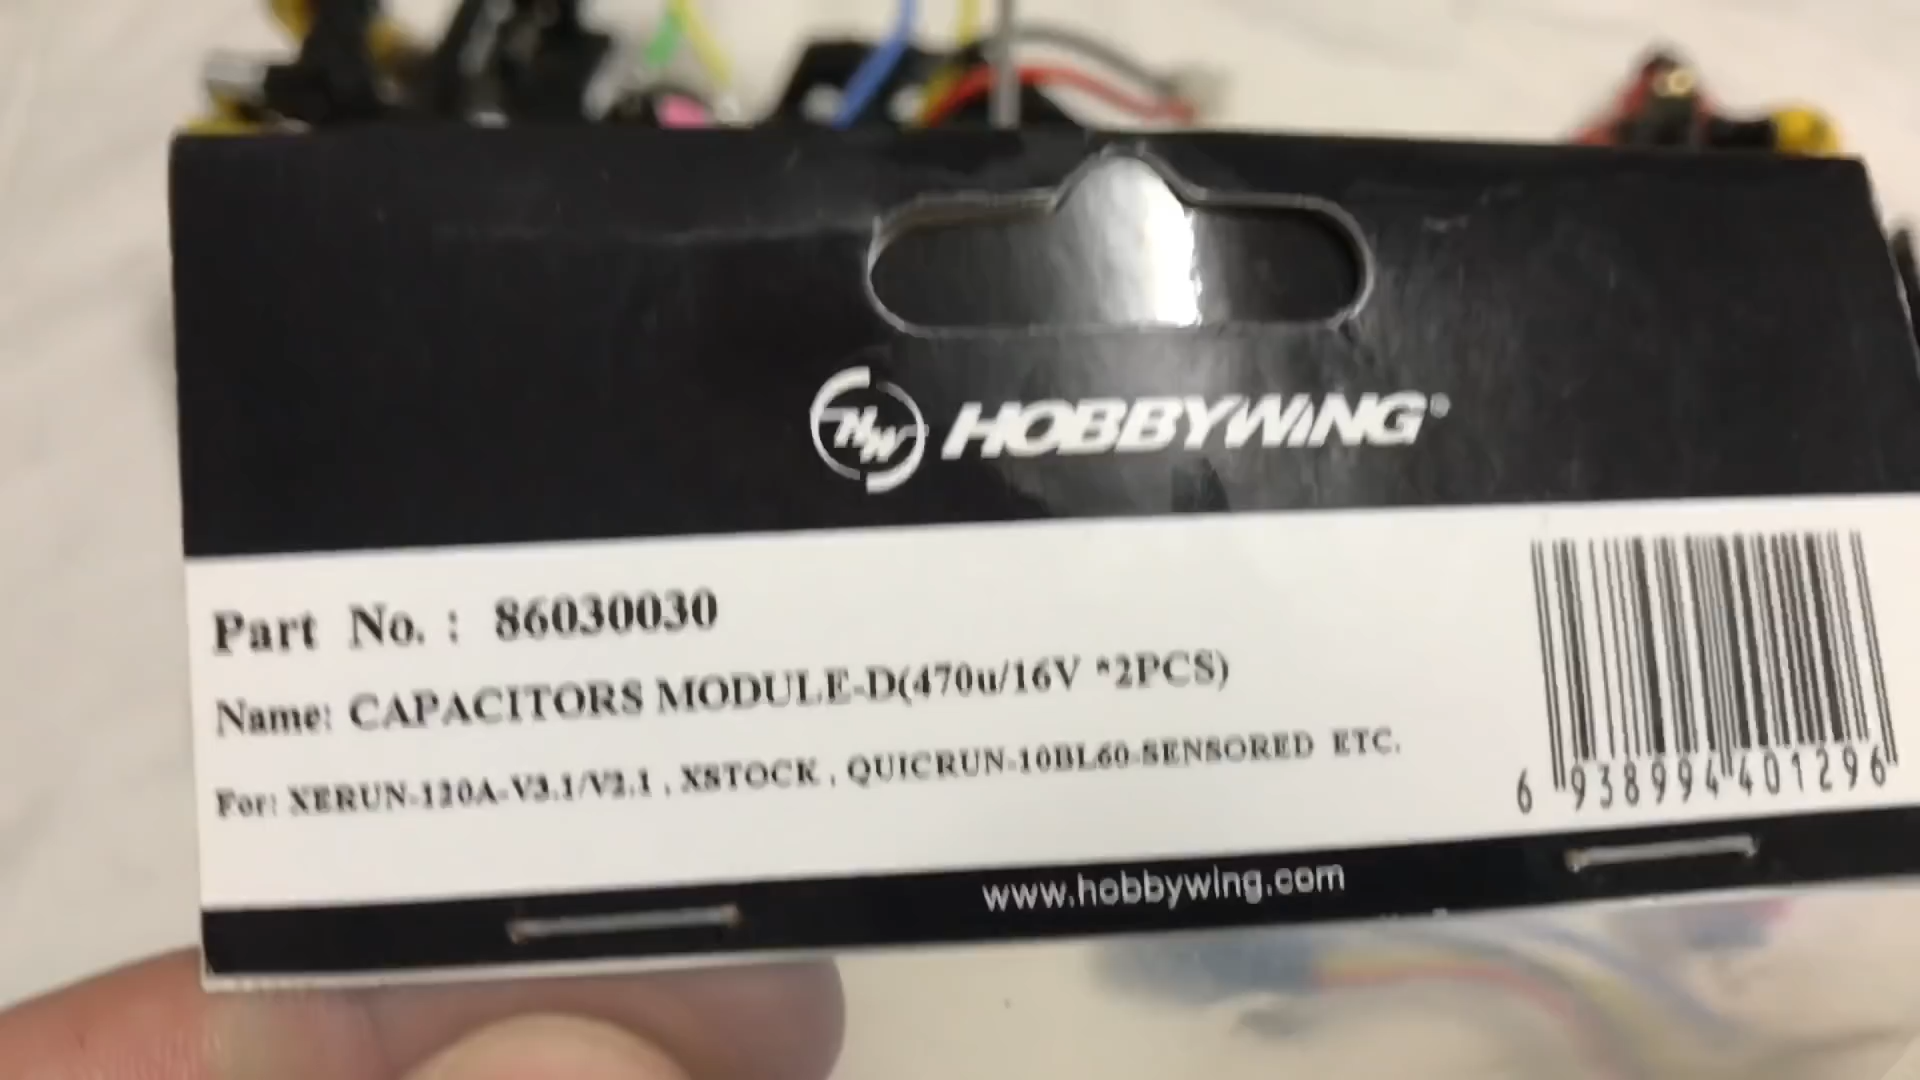 HW HOBBYWING®
Part No. : 86030030
Name: CAPACITORS MODULE-D(470u/16V *2PCS)
For: XERUN-120A-V3.1/V2.1 , XSTOCK , QUICRUN-10BL60-SENSORED ETC.
6 938994 401296
www.hobbywing.com